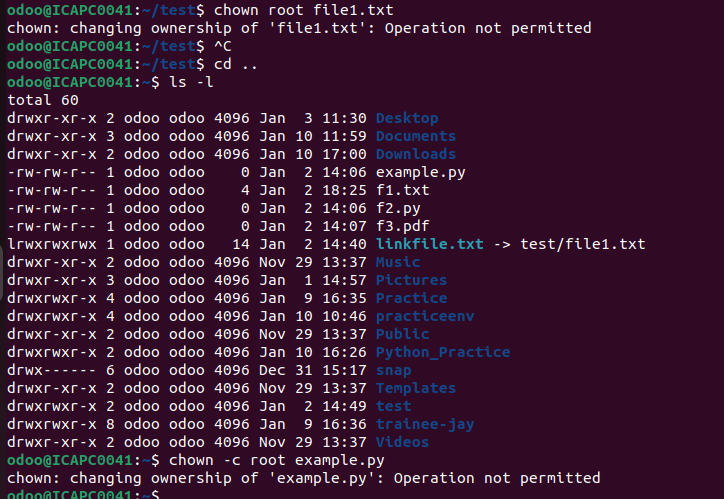 odoo@ICAPC0041:~/test$ chown root file1.txt
chown: changing ownership of 'file1.txt': Operation not permitted
odoo@ICAPC0041:~/test$ ^C
odoo@ICAPC0041:~/test$ cd ..
odoo@ICAPC0041:~$ ls -l
total 60
drwxr-xr-x 2 odoo odoo 4096 Jan  3 11:30 Desktop
drwxr-xr-x 3 odoo odoo 4096 Jan 10 11:59 Documents
drwxr-xr-x 2 odoo odoo 4096 Jan 10 17:00 Downloads
-rw-rw-r-- 1 odoo odoo    0 Jan  2 14:06 example.py
-rw-rw-r-- 1 odoo odoo    4 Jan  2 18:25 f1.txt
-rw-rw-r-- 1 odoo odoo    0 Jan  2 14:06 f2.py
-rw-rw-r-- 1 odoo odoo    0 Jan  2 14:07 f3.pdf
lrwxrwxrwx 1 odoo odoo   14 Jan  2 14:40 linkfile.txt -> test/file1.txt
drwxr-xr-x 2 odoo odoo 4096 Nov 29 13:37 Music
drwxr-xr-x 3 odoo odoo 4096 Jan  1 14:57 Pictures
drwxrwxr-x 4 odoo odoo 4096 Jan  9 16:35 Practice
drwxrwxr-x 4 odoo odoo 4096 Jan 10 10:46 practiceenv
drwxr-xr-x 2 odoo odoo 4096 Nov 29 13:37 Public
drwxrwxr-x 2 odoo odoo 4096 Jan 10 16:26 Python_Practice
drwx------ 6 odoo odoo 4096 Dec 31 15:17 snap
drwxr-xr-x 2 odoo odoo 4096 Nov 29 13:37 Templates
drwxrwxr-x 2 odoo odoo 4096 Jan  2 14:49 test
drwxrwxr-x 8 odoo odoo 4096 Jan  9 16:36 trainee-jay
drwxr-xr-x 2 odoo odoo 4096 Nov 29 13:37 Videos
odoo@ICAPC0041:~$ chown -c root example.py
chown: changing ownership of 'example.py': Operation not permitted
odoo@ICAPC0041:~$